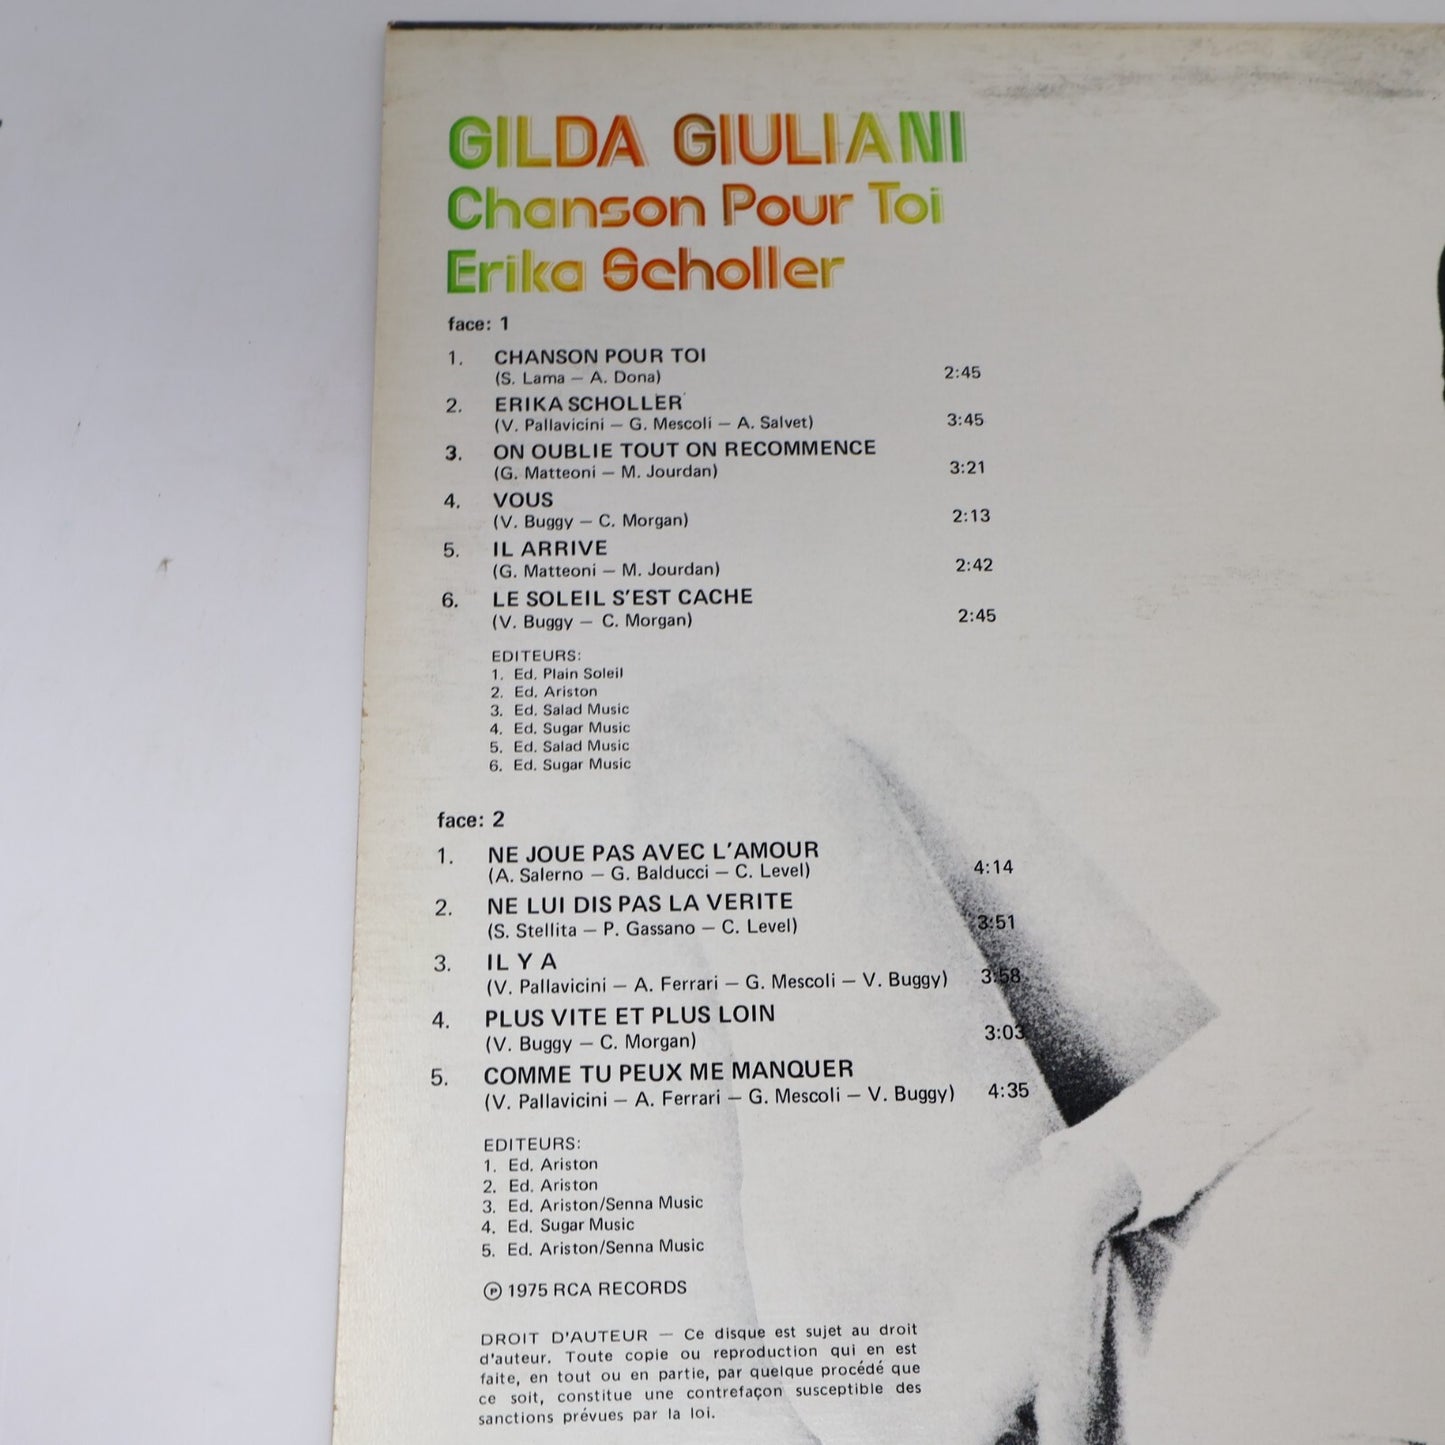 GILDA GIULIANI
Chanson Pour Toi
Erika Scholler
face: 1
1. CHANSON POUR TOI
(S. Lama — A. Dona) 2:45
2. ERIKA SCHOLLER
(V. Pallavicini — G. Mescoli — A. Salvet) 3:45
3. ON OUBLIE TOUT ON RECOMMENCE
(G. Matteoni — M. Jourdan) 3:21
4. VOUS
(V. Buggy — C. Morgan) 2:13
5. IL ARRIVE
(G. Matteoni — M. Jourdan) 2:42
6. LE SOLEIL S'EST CACHE
(V. Buggy — C. Morgan) 2:45
EDITEURS:
1. Ed. Plain Soleil
2. Ed. Ariston
3. Ed. Salad Music
4. Ed. Sugar Music
5. Ed. Salad Music
6. Ed. Sugar Music
face: 2
1. NE JOUE PAS AVEC L'AMOUR
(A. Salerno — G. Balducci — C. Level) 4:14
2. NE LUI DIS PAS LA VERITE
(S. Stellita — P. Gassano — C. Level) 3:51
3. IL Y A
(V. Pallavicini — A. Ferrari — G. Mescoli — V. Buggy) 3:58
4. PLUS VITE ET PLUS LOIN
(V. Buggy — C. Morgan) 3:03
5. COMME TU PEUX ME MANQUER
(V. Pallavicini — A. Ferrari — G. Mescoli — V. Buggy) 4:35
EDITEURS:
1. Ed. Ariston
2. Ed. Ariston
3. Ed. Ariston/Senna Music
4. Ed. Sugar Music
5. Ed. Ariston/Senna Music
℗ 1975 RCA RECORDS
DROIT D'AUTEUR — Ce disque est sujet au droit
d'auteur. Toute copie ou reproduction qui en est
faite, en tout ou en partie, par quelque procédé que
ce soit, constitue une contrefaçon susceptible des
sanctions prévues par la loi.